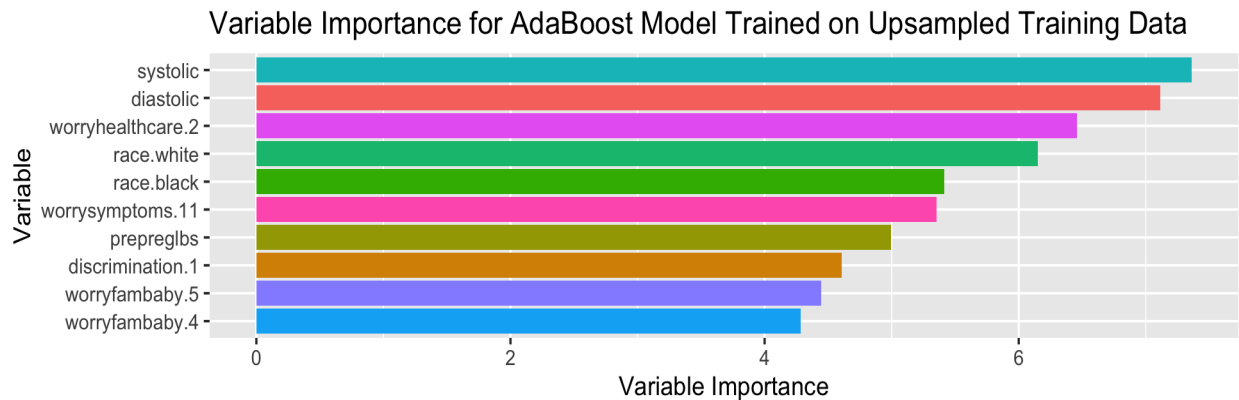 Variable Importance for AdaBoost Model Trained on Upsampled Training Data
Variable
systolic
diastolic
worryhealthcare.2
race.white
race.black
worrysymptoms.11
prepreglbs
discrimination.1
worryfambaby.5
worryfambaby.4
0 2 4 6
Variable Importance